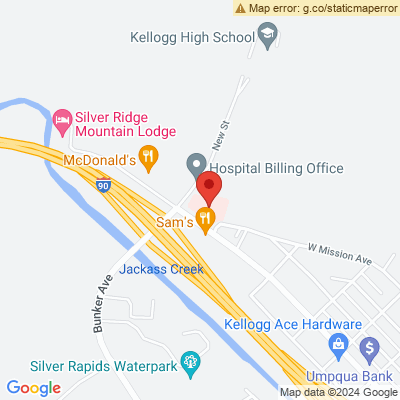 Map error: g.co/staticmaperror
Kellogg High School
New St
Silver Ridge
Mountain Lodge
McDonald's
Hospital Billing Office
90
Sam's
W Mission Ave
Jackass Creek
Bunker Ave
Kellogg Ace Hardware
Silver Rapids Waterpark
Umpqua Bank
Google
Map data ©2024 Google